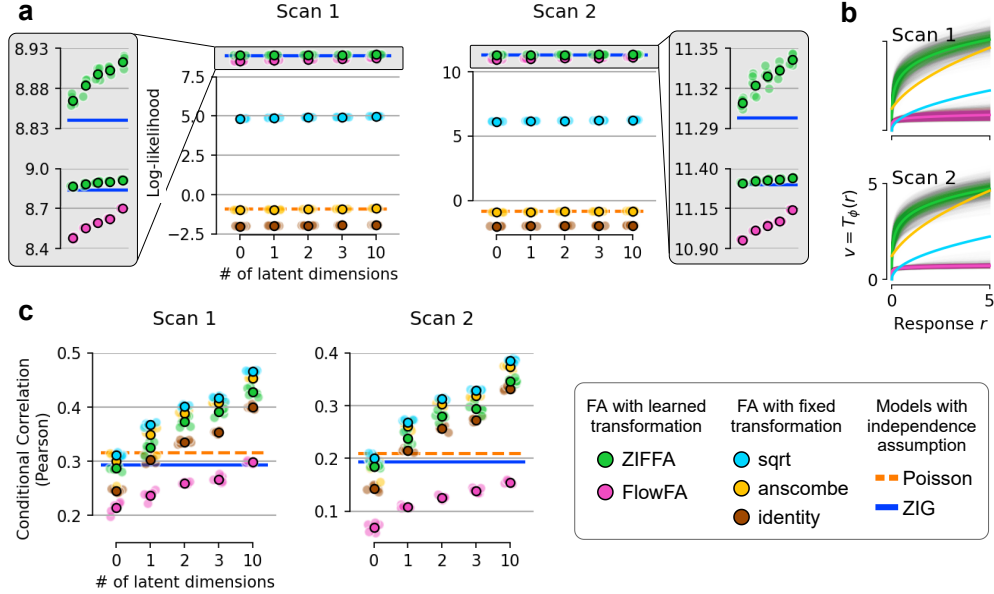 a
Scan 1
Scan 2
b
8.93
8.88
8.83
9.0
8.7
8.4
Log-likelihood
7.5
5.0
2.5
0.0
−2.5
0 1 2 3 10
# of latent dimensions
10
5
0
0 1 2 3 10
11.35
11.32
11.29
11.40
11.15
10.90
Scan 1
Scan 2
5
0
v = Tϕ(r)
0 5
Response r
c
Scan 1
Scan 2
Conditional Correlation
(Pearson)
0.5
0.4
0.3
0.2
0 1 2 3 10
# of latent dimensions
0.4
0.3
0.2
0.1
0 1 2 3 10
FA with learned
transformation
ZIFFA
FlowFA
FA with fixed
transformation
sqrt
anscombe
identity
Models with
independence
assumption
Poisson
ZIG